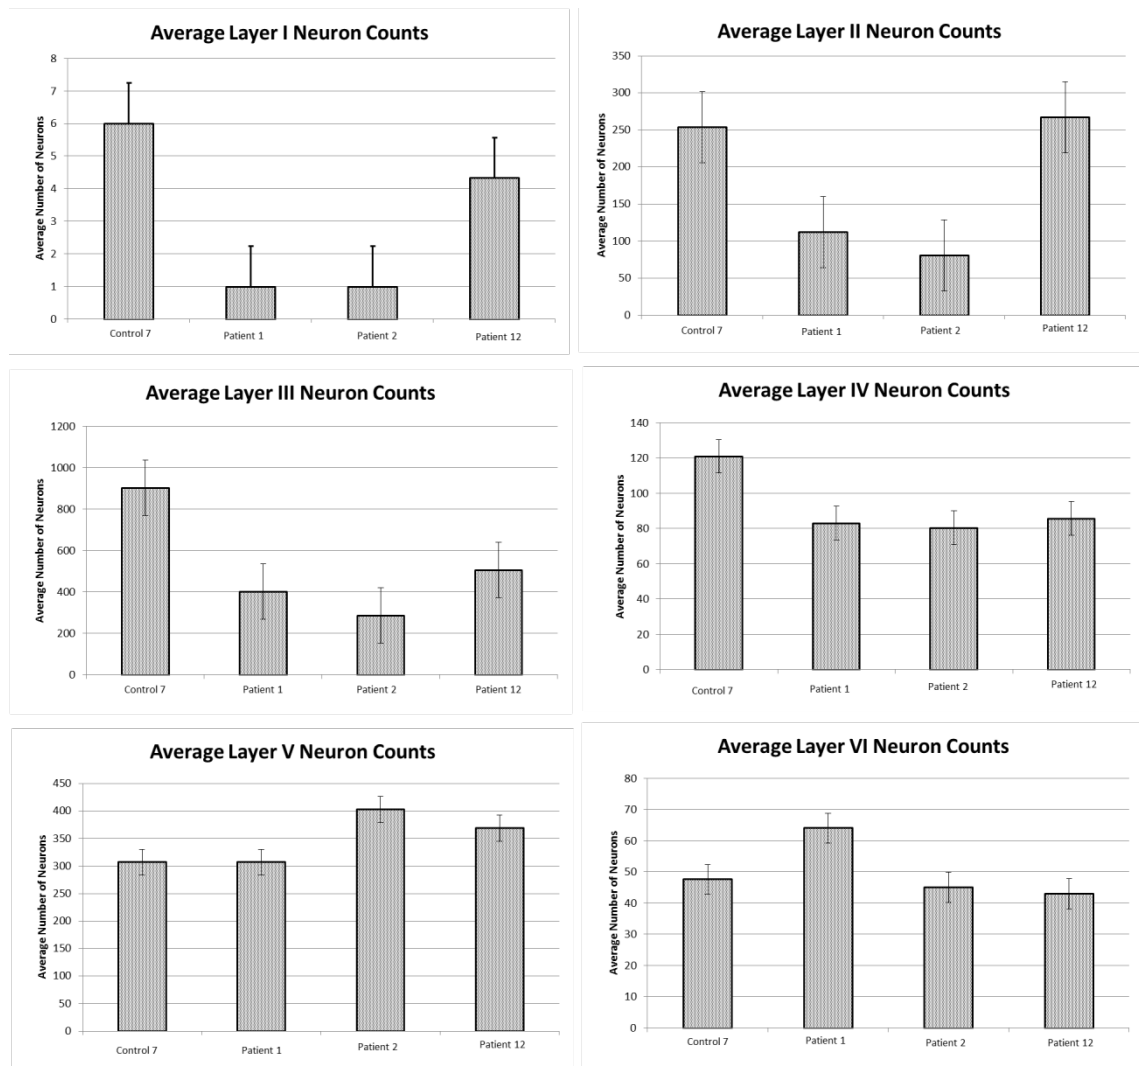 Average Layer I Neuron Counts
Average Number of Neurons
8
7
6
5
4
3
2
1
0
Control 7
Patient 1
Patient 2
Patient 12
Average Layer II Neuron Counts
Average Number of Neurons
350
300
250
200
150
100
50
0
Control 7
Patient 1
Patient 2
Patient 12
Average Layer III Neuron Counts
Average Number of Neurons
1200
1000
800
600
400
200
0
Control 7
Patient 1
Patient 2
Patient 12
Average Layer IV Neuron Counts
Average Number of Neurons
140
120
100
80
60
40
20
0
Control 7
Patient 1
Patient 2
Patient 12
Average Layer V Neuron Counts
Average Number of Neurons
450
400
350
300
250
200
150
100
50
0
Control 7
Patient 1
Patient 2
Patient 12
Average Layer VI Neuron Counts
Average Number of Neurons
80
70
60
50
40
30
20
10
0
Control 7
Patient 1
Patient 2
Patient 12